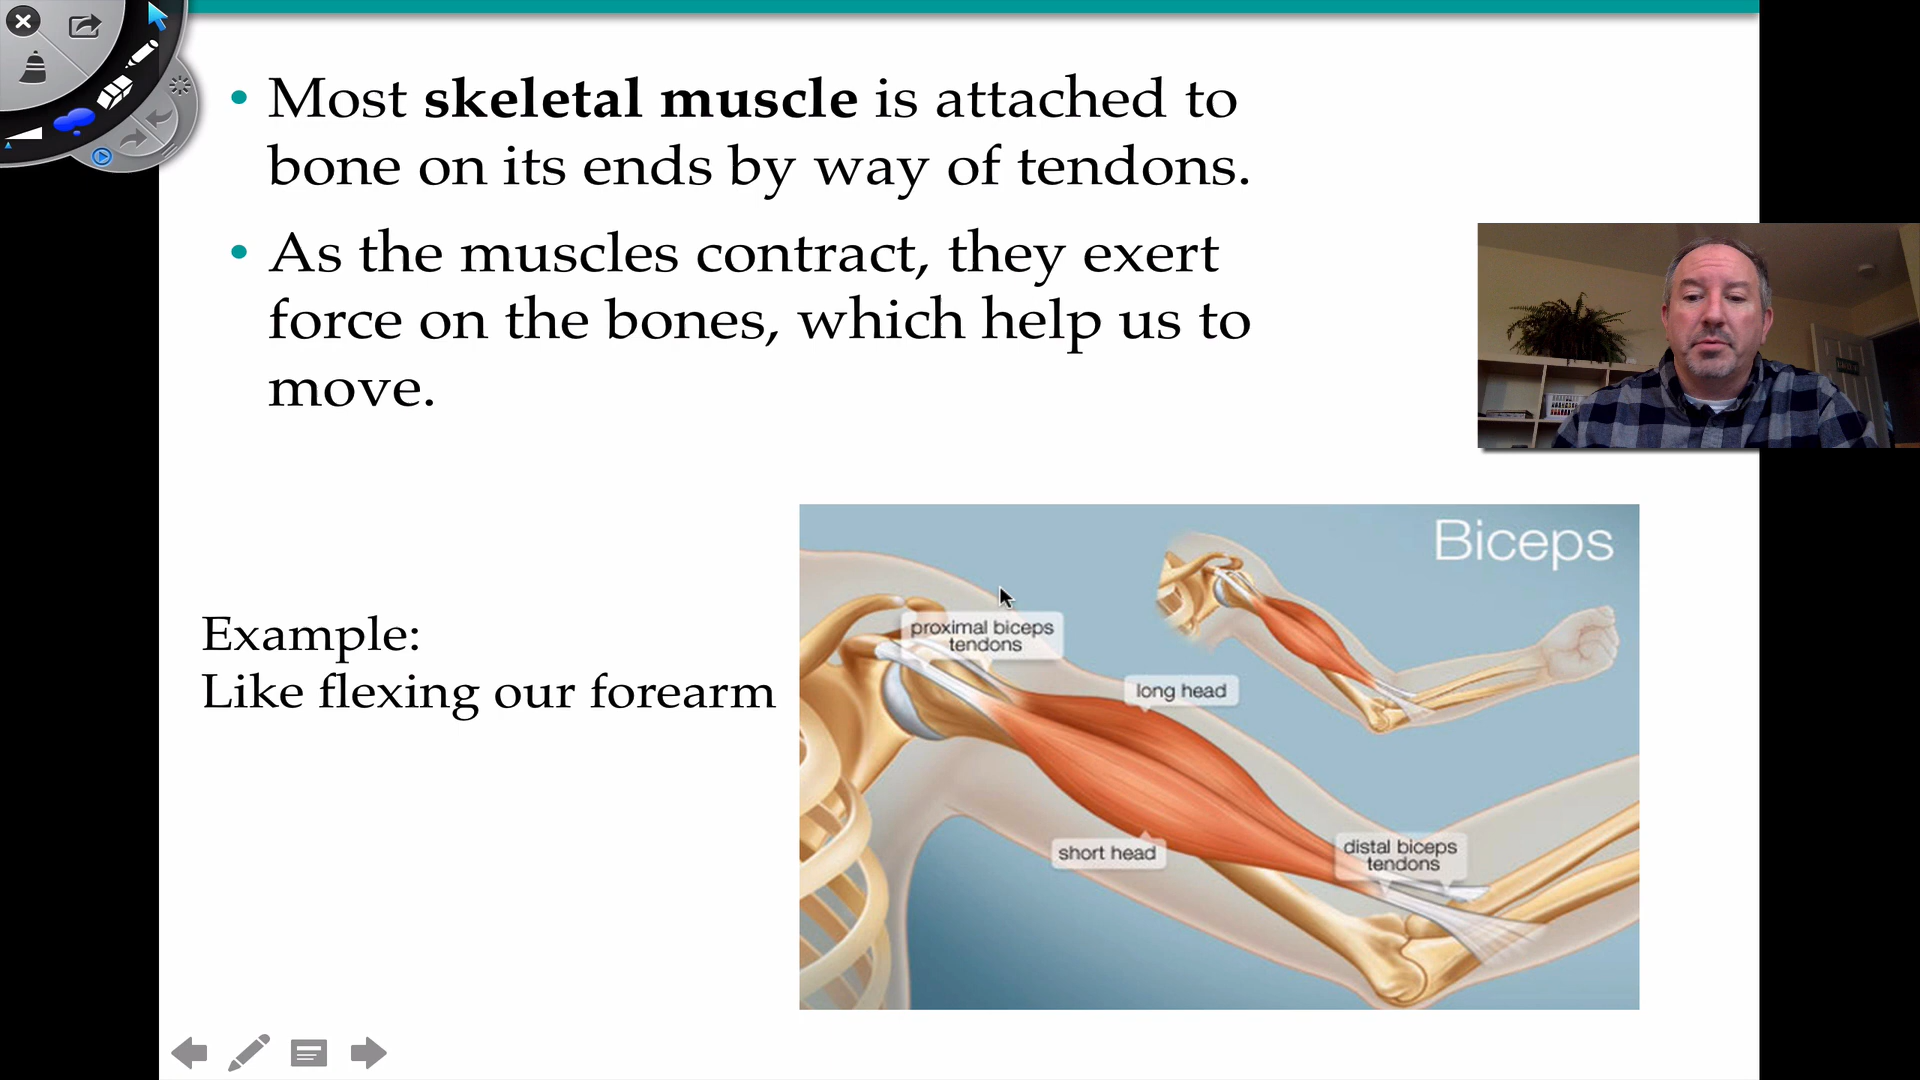 • Most skeletal muscle is attached to
bone on its ends by way of tendons.
• As the muscles contract, they exert
force on the bones, which help us to
move.
Example:
Like flexing our forearm
Biceps
proximal biceps
tendons
long head
short head
distal biceps
tendons